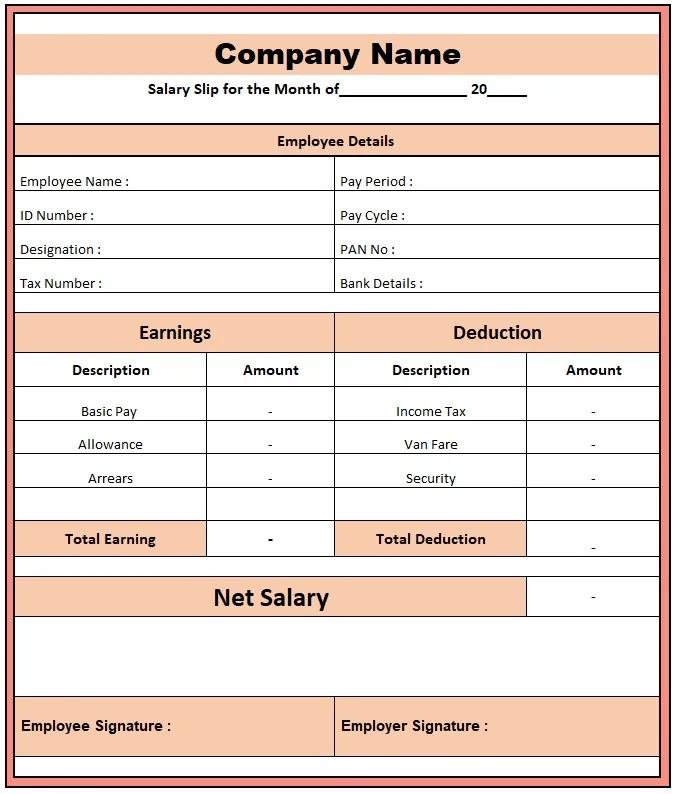 Company Name
Salary Slip for the Month of________________ 20_____
Employee Details
Employee Name : Pay Period :
ID Number : Pay Cycle :
Designation : PAN No :
Tax Number : Bank Details :
Earnings Deduction
Description Amount Description Amount
Basic Pay - Income Tax -
Allowance - Van Fare -
Arrears - Security -
Total Earning - Total Deduction -
Net Salary -
Employee Signature : Employer Signature :